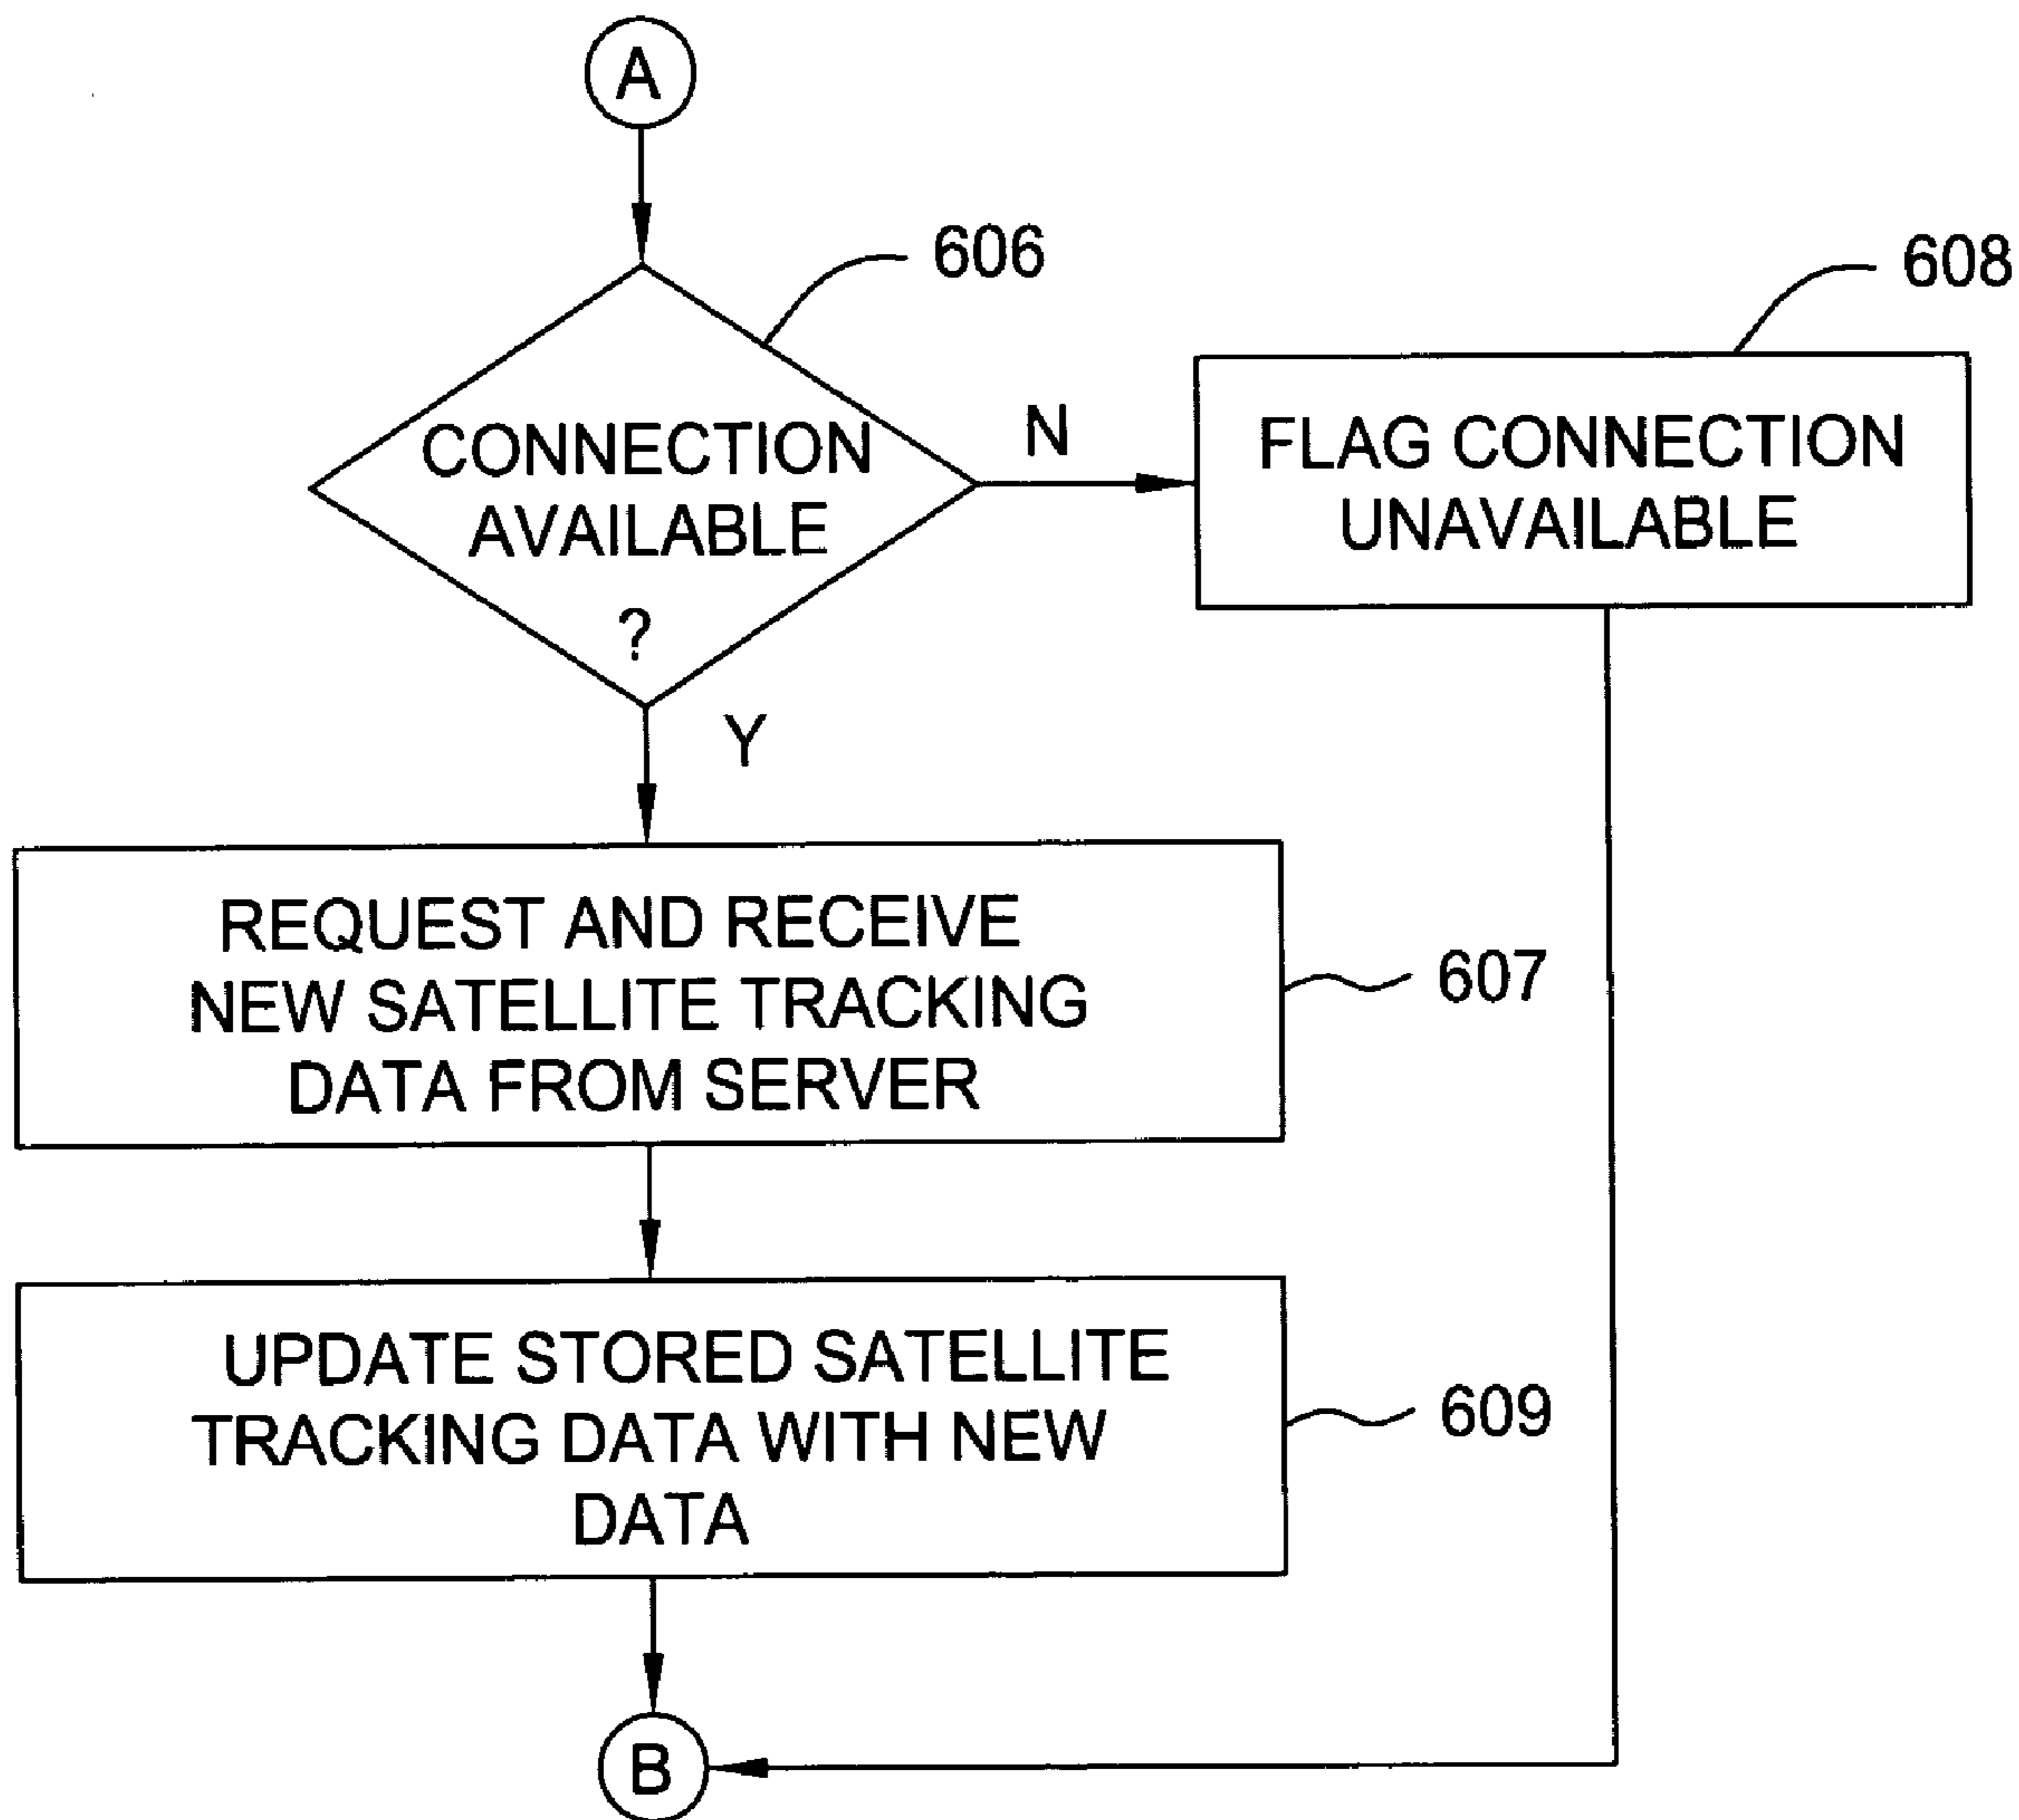 A
606
608
CONNECTION
AVAILABLE
?
N
FLAG CONNECTION
UNAVAILABLE
Y
REQUEST AND RECEIVE
NEW SATELLITE TRACKING
DATA FROM SERVER
607
UPDATE STORED SATELLITE
TRACKING DATA WITH NEW
DATA
609
B